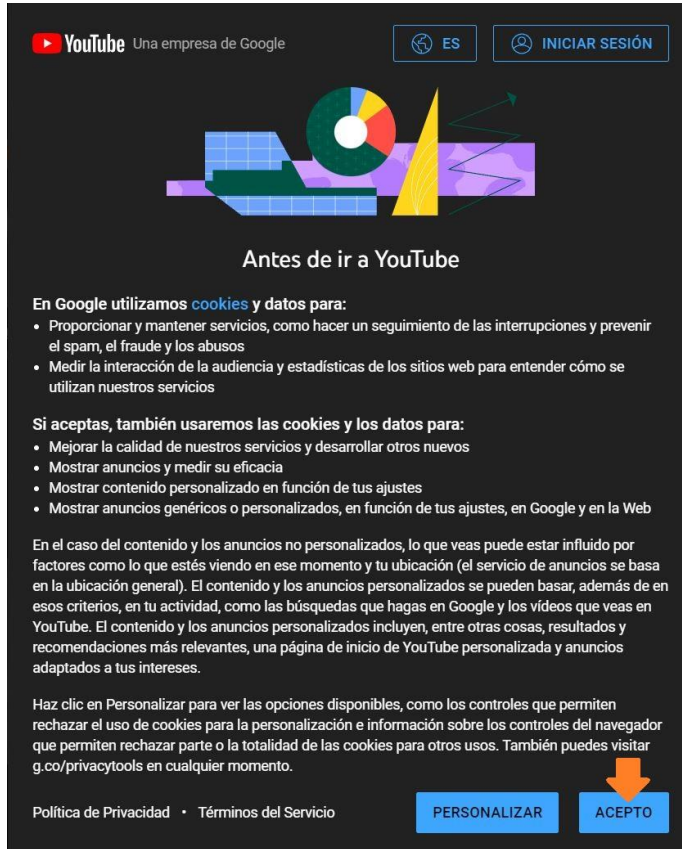 YouTube Una empresa de Google
ES
INICIAR SESIÓN
Antes de ir a YouTube
En Google utilizamos cookies y datos para:
• Proporcionar y mantener servicios, como hacer un seguimiento de las interrupciones y prevenir
el spam, el fraude y los abusos
• Medir la interacción de la audiencia y estadísticas de los sitios web para entender cómo se
utilizan nuestros servicios
Si aceptas, también usaremos las cookies y los datos para:
• Mejorar la calidad de nuestros servicios y desarrollar otros nuevos
• Mostrar anuncios y medir su eficacia
• Mostrar contenido personalizado en función de tus ajustes
• Mostrar anuncios genéricos o personalizados, en función de tus ajustes, en Google y en la Web
En el caso del contenido y los anuncios no personalizados, lo que veas puede estar influido por
factores como lo que estés viendo en ese momento y tu ubicación (el servicio de anuncios se basa
en la ubicación general). El contenido y los anuncios personalizados se pueden basar, además de en
esos criterios, en tu actividad, como las búsquedas que hagas en Google y los vídeos que veas en
YouTube. El contenido y los anuncios personalizados incluyen, entre otras cosas, resultados y
recomendaciones más relevantes, una página de inicio de YouTube personalizada y anuncios
adaptados a tus intereses.
Haz clic en Personalizar para ver las opciones disponibles, como los controles que permiten
rechazar el uso de cookies para la personalización e información sobre los controles del navegador
que permiten rechazar parte o la totalidad de las cookies para otros usos. También puedes visitar
g.co/privacytools en cualquier momento.
Política de Privacidad • Términos del Servicio
PERSONALIZAR
ACEPTO